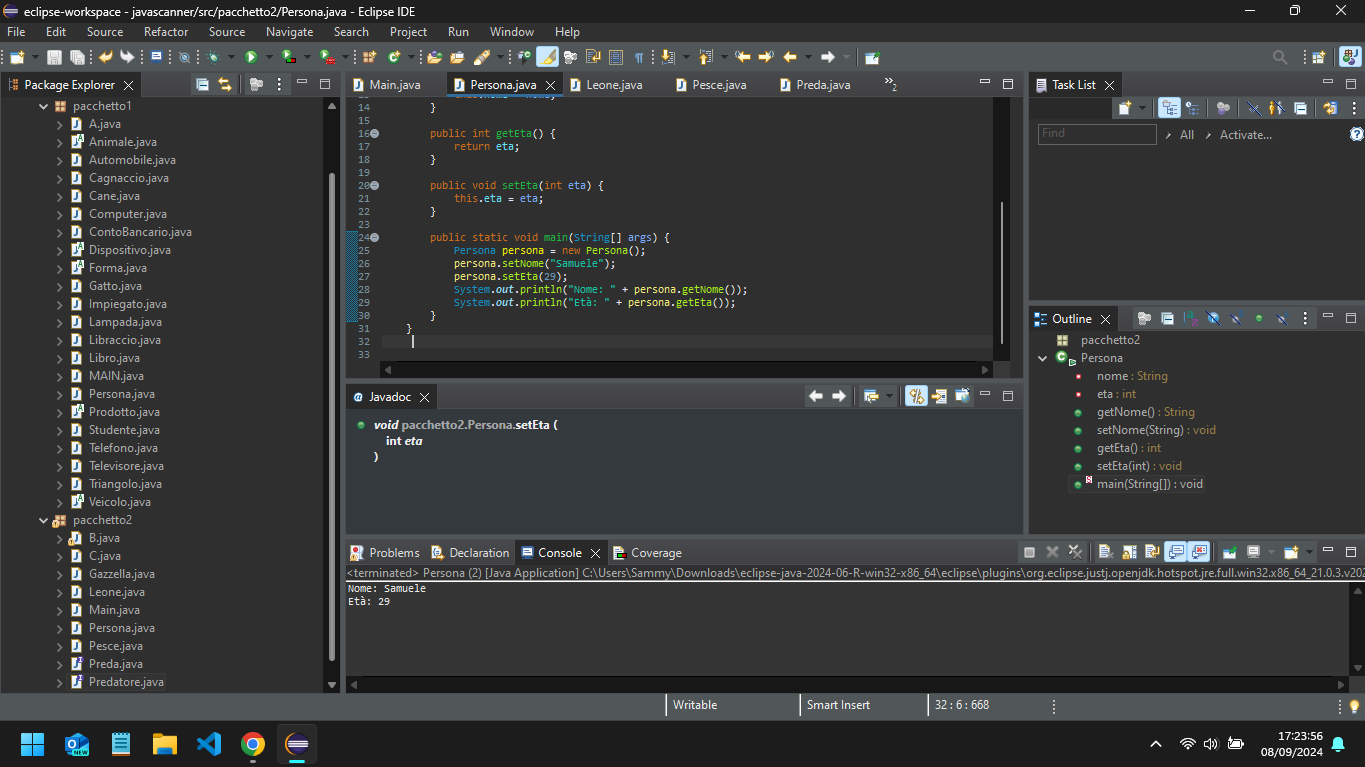 eclipse-workspace - javascanner/src/pacchetto2/Persona.java - Eclipse IDE
File Edit Source Refactor Source Navigate Search Project Run Window Help
Package Explorer
pacchetto1
A.java
Animale.java
Automobile.java
Cagnaccio.java
Cane.java
Computer.java
ContoBancario.java
Dispositivo.java
Forma.java
Gatto.java
Impiegato.java
Lampada.java
Libraccio.java
Libro.java
MAIN.java
Persona.java
Prodotto.java
Studente.java
Telefono.java
Televisore.java
Triangolo.java
Veicolo.java
pacchetto2
B.java
C.java
Gazzella.java
Leone.java
Main.java
Persona.java
Pesce.java
Preda.java
Predatore.java
Main.java Persona.java Leone.java Pesce.java Preda.java »2
14 }
15
16 public int getEta() {
17 return eta;
18 }
19
20 public void setEta(int eta) {
21 this.eta = eta;
22 }
23
24 public static void main(String[] args) {
25 Persona persona = new Persona();
26 persona.setNome("Samuele");
27 persona.setEta(29);
28 System.out.println("Nome: " + persona.getNome());
29 System.out.println("Età: " + persona.getEta());
30 }
31 }
32
33
Javadoc
void pacchetto2.Persona.setEta (
int eta
)
Task List
Find All Activate...
Outline
pacchetto2
Persona
nome : String
eta : int
getNome() : String
setNome(String) : void
getEta() : int
setEta(int) : void
main(String[]) : void
Problems Declaration Console Coverage
<terminated> Persona (2) [Java Application] C:\Users\Sammy\Downloads\eclipse-java-2024-06-R-win32-x86_64\eclipse\plugins\org.eclipse.justj.openjdk.hotspot.jre.full.win32.x86_64_21.0.3.v202
Nome: Samuele
Età: 29
Writable Smart Insert 32 : 6 : 668
17:23:56
08/09/2024